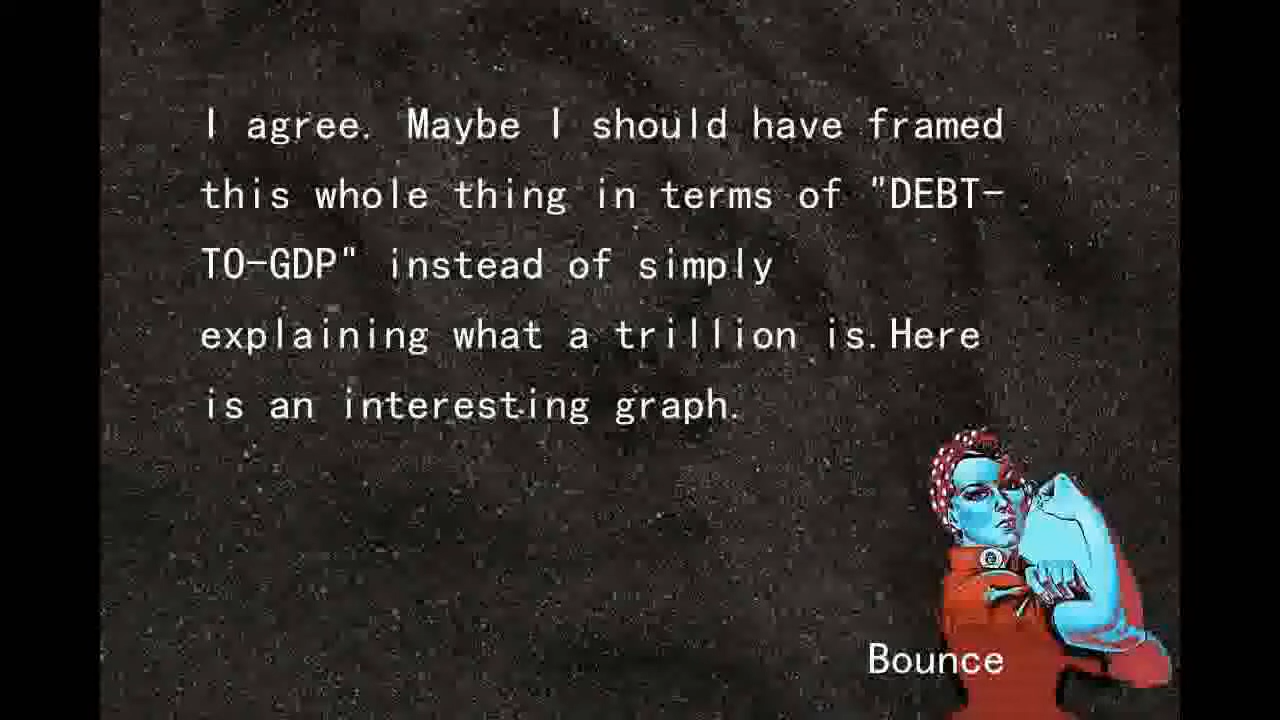 I agree. Maybe I should have framed
this whole thing in terms of "DEBT-
TO-GDP" instead of simply
explaining what a trillion is.Here
is an interesting graph.
Bounce